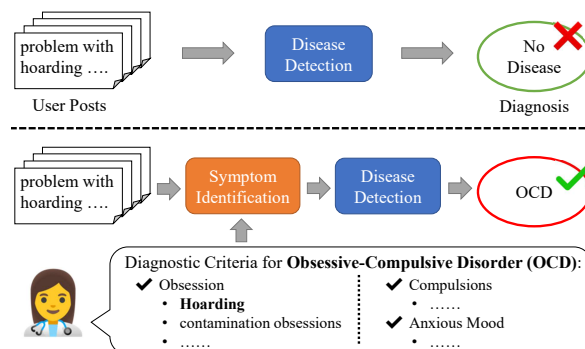 problem with
hoarding ….
User Posts
Disease
Detection
No
Disease
Diagnosis
problem with
hoarding ….
Symptom
Identification
Disease
Detection
OCD
Diagnostic Criteria for Obsessive-Compulsive Disorder (OCD):
✔ Obsession
• Hoarding
• contamination obsessions
• ……
✔ Compulsions
• ……
✔ Anxious Mood
• ……